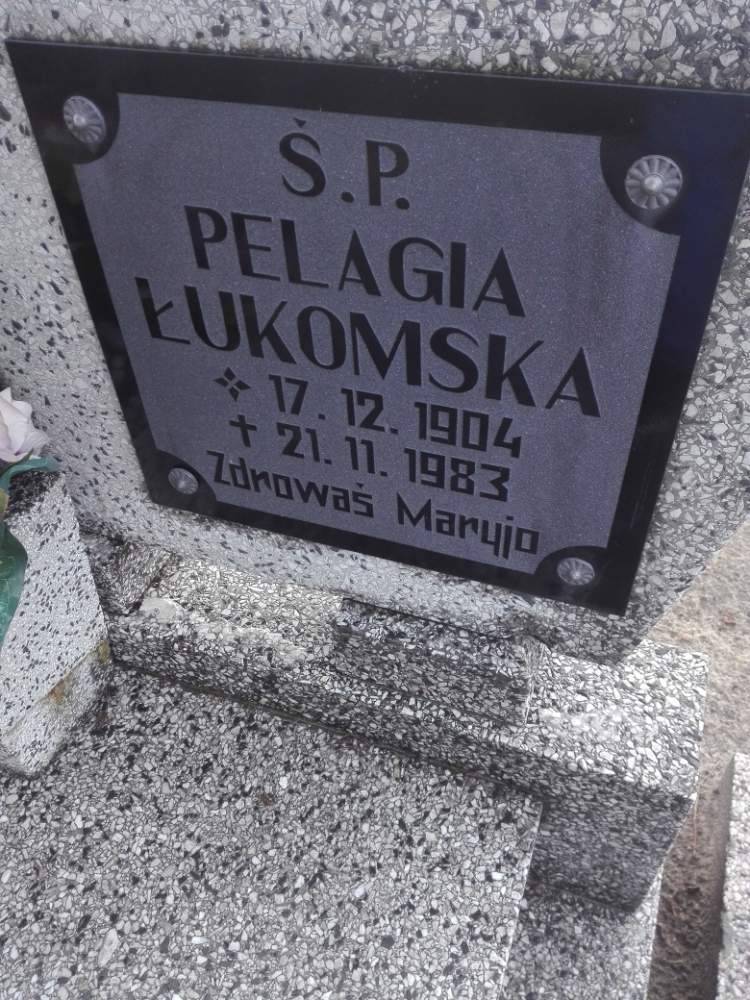 Ś.P.
PELAGIA
ŁUKOMSKA
* 17.12.1904
✝ 21.11.1983
Zdrowaś Maryjo